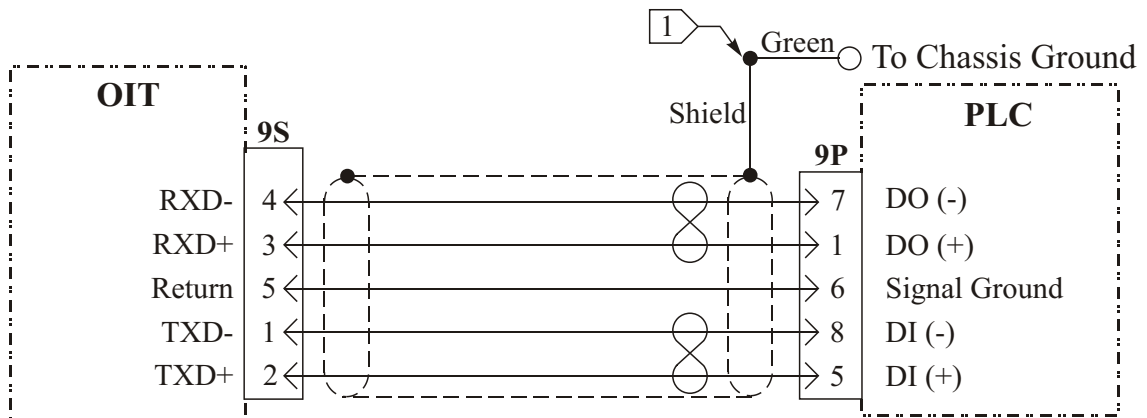 1
Green To Chassis Ground
OIT
Shield
PLC
9S
9P
RXD- 4 7 DO (-)
RXD+ 3 1 DO (+)
Return 5 6 Signal Ground
TXD- 1 8 DI (-)
TXD+ 2 5 DI (+)